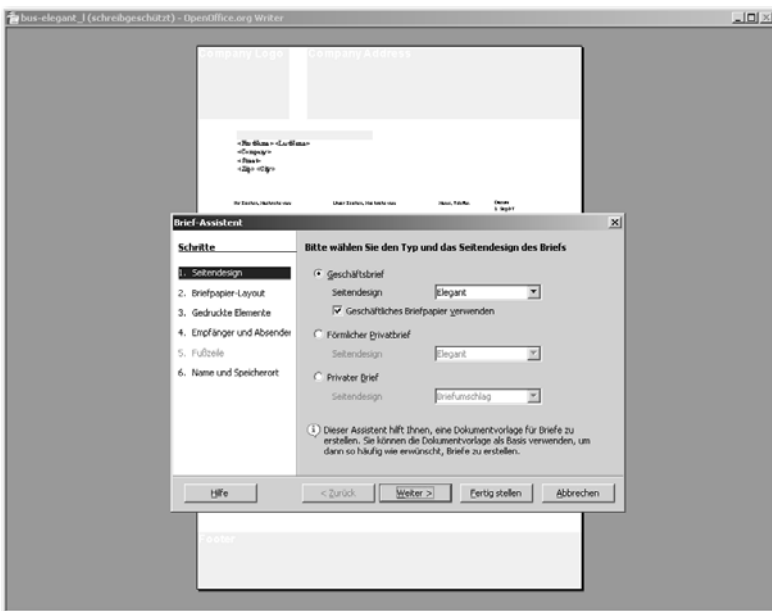 bus-elegant_l (schreibgeschützt) - OpenOffice.org Writer
Company Logo
Company Address
<Company>
<Street>
<Zip> <City>
Brief-Assistent
Schritte
1. Seitendesign
2. Briefpapier-Layout
3. Gedruckte Elemente
4. Empfänger und Absender
5. Fußzeile
6. Name und Speicherort
Bitte wählen Sie den Typ und das Seitendesign des Briefs
Geschäftsbrief
Seitendesign Elegant
Geschäftliches Briefpapier verwenden
Förmlicher Privatbrief
Seitendesign Elegant
Privater Brief
Seitendesign Briefumschlag
Dieser Assistent hilft Ihnen, eine Dokumentvorlage für Briefe zu
erstellen. Sie können die Dokumentvorlage als Basis verwenden, um
dann so häufig wie erwünscht, Briefe zu erstellen.
Hilfe
< Zurück
Weiter >
Fertig stellen
Abbrechen
Footer